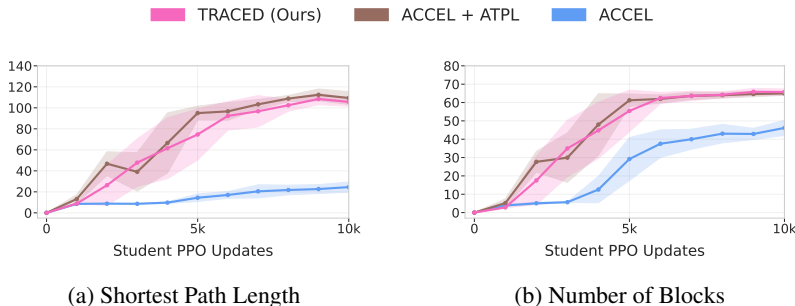 TRACED (Ours) ACCEL + ATPL ACCEL
140
120
100
80
60
40
20
0
0 5k 10k
Student PPO Updates
(a) Shortest Path Length
80
70
60
50
40
30
20
10
0
0 5k 10k
Student PPO Updates
(b) Number of Blocks